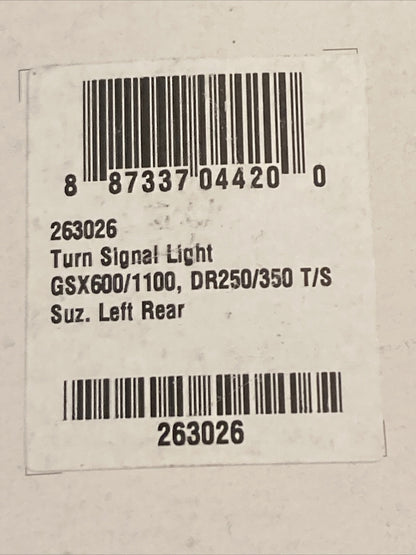 8 87337 04420 0
263026
Turn Signal Light
GSX600/1100, DR250/350 T/S
Suz. Left Rear
263026